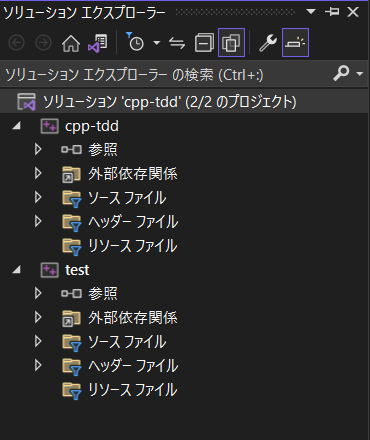 ソリューション エクスプローラー
ソリューション エクスプローラー の検索 (Ctrl+:)
ソリューション 'cpp-tdd' (2/2 のプロジェクト)
cpp-tdd
参照
外部依存関係
ソース ファイル
ヘッダー ファイル
リソース ファイル
test
参照
外部依存関係
ソース ファイル
ヘッダー ファイル
リソース ファイル